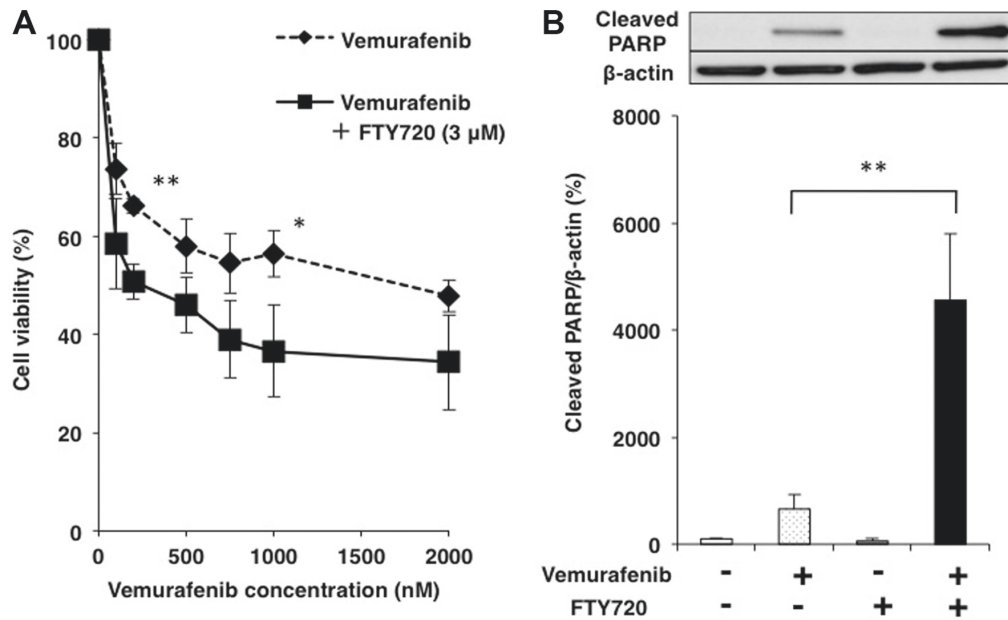 A
100
80
60
40
20
0
Cell viability (%)
Vemurafenib
Vemurafenib
+ FTY720 (3 µM)
**
*
0 500 1000 1500 2000
Vemurafenib concentration (nM)
B
Cleaved
PARP
β-actin
8000
6000
4000
2000
0
Cleaved PARP/β-actin (%)
**
Vemurafenib - + - +
FTY720 - - + +